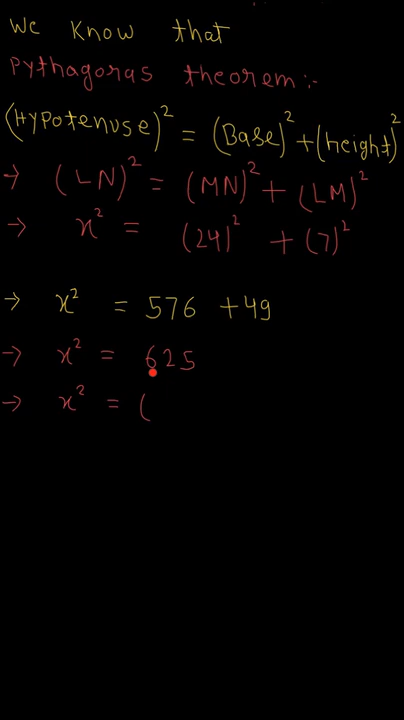 We Know that
Pythagoras theorem:-
(Hypotenuse)² = (Base)² + (height)²
→ (LN)² = (MN)² + (LM)²
→ x² = (24)² + (7)²
→ x² = 576 + 49
→ x² = 625
→ x² = (